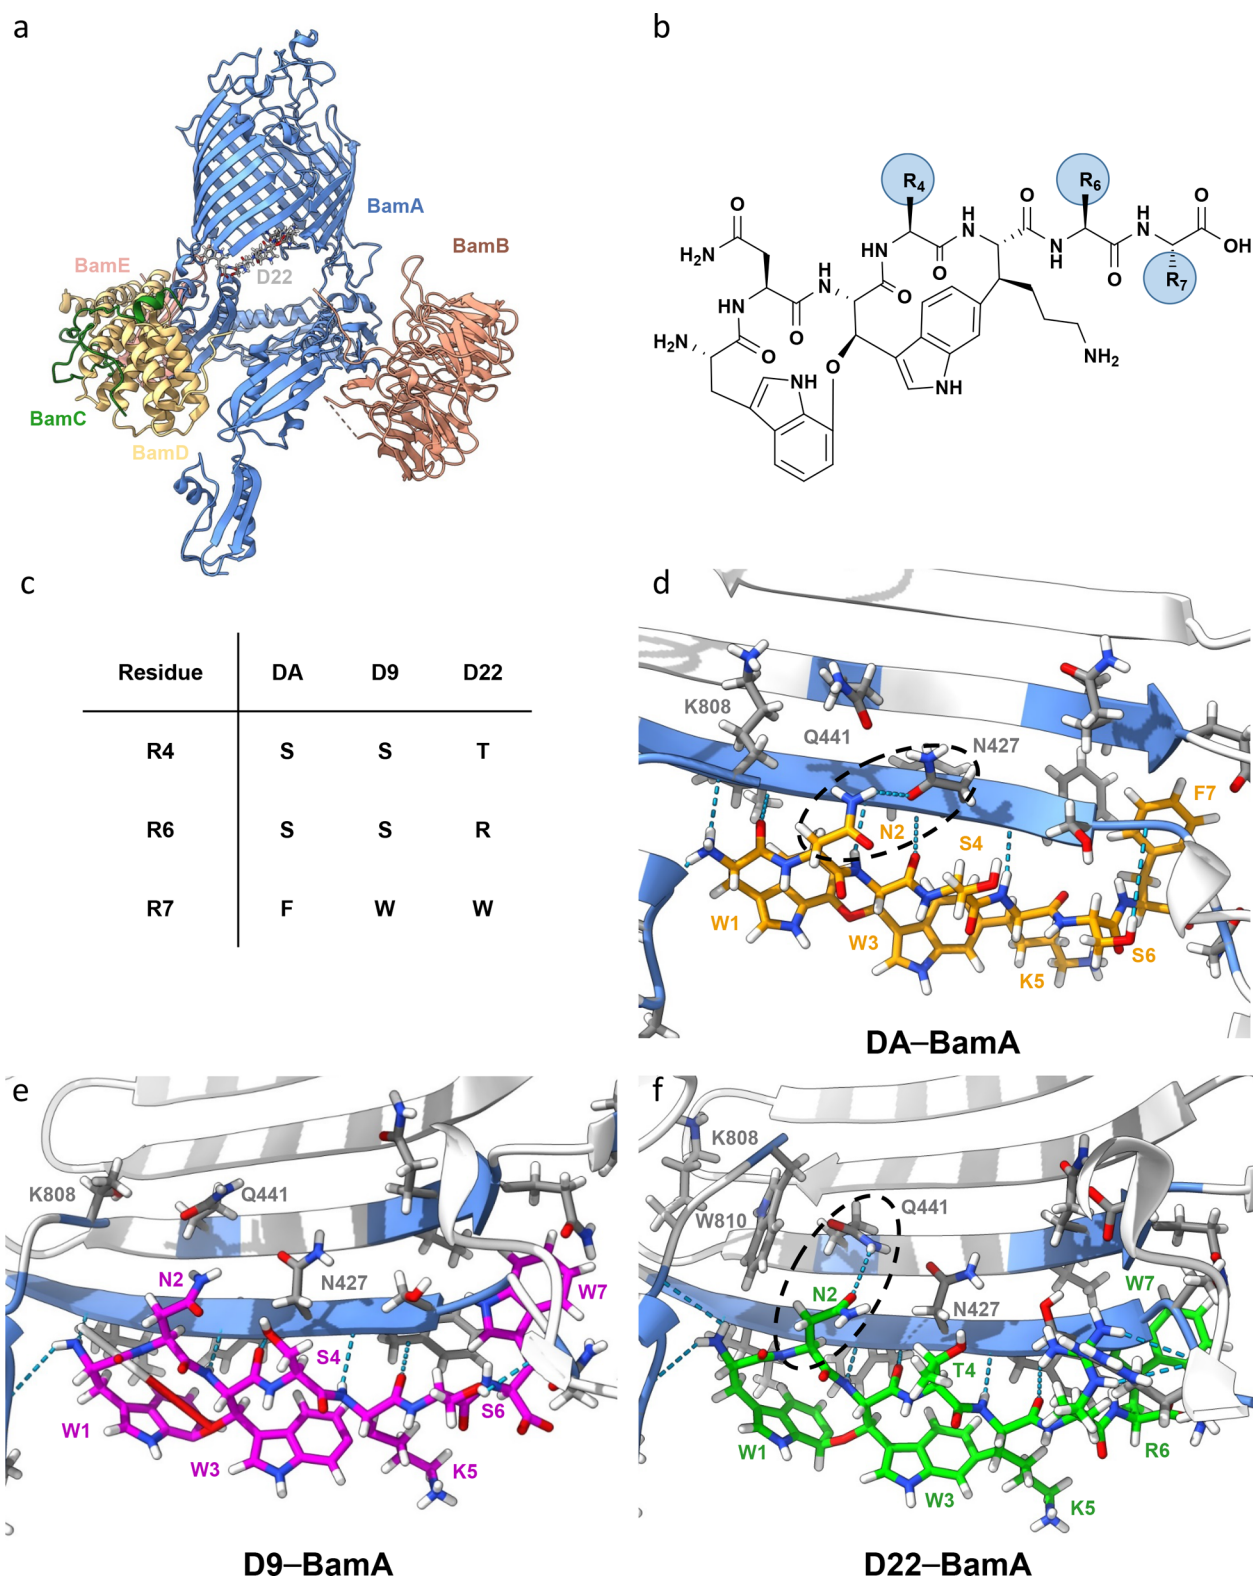 a
BamA
BamB
BamE
D22
BamC
BamD
b
R4
R6
O
O
O
H
N
H
N
OH
H2N
HN
N
H
O
O
R7
H
N
O
O
HN
O
H2N
O
NH
O
NH
NH2
c
Residue DA D9 D22
R4 S S T
R6 S S R
R7 F W W
d
K808
Q441
N427
F7
N2
S4
W1
W3
S6
K5
DA–BamA
e
K808
Q441
N2
N427
W7
S4
W1
S6
W3
K5
D9–BamA
f
K808
W810
Q441
N2
W7
N427
T4
W1
R6
W3
K5
D22–BamA